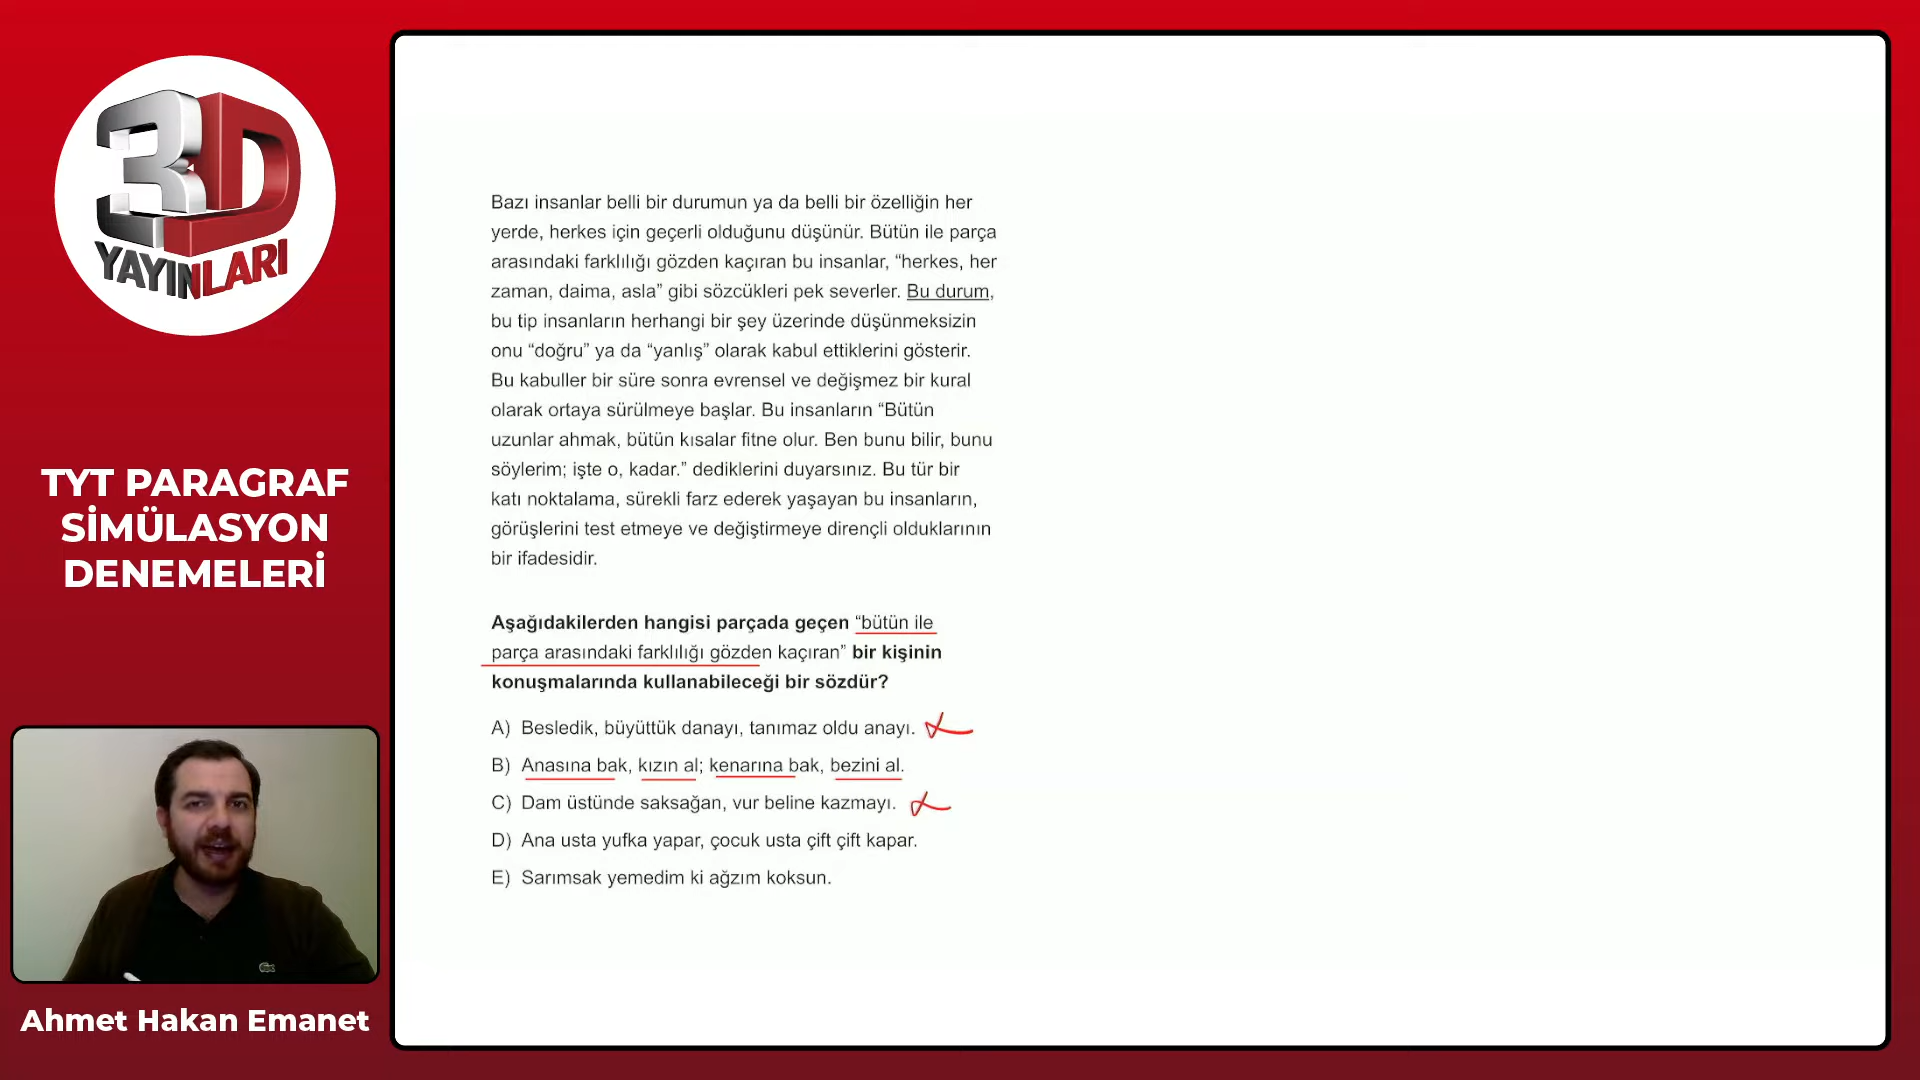 3D
YAYINLARI
TYT PARAGRAF
SİMÜLASYON
DENEMELERİ
Ahmet Hakan Emanet
Bazı insanlar belli bir durumun ya da belli bir özelliğin her
yerde, herkes için geçerli olduğunu düşünür. Bütün ile parça
arasındaki farklılığı gözden kaçıran bu insanlar, “herkes, her
zaman, daima, asla” gibi sözcükleri pek severler. Bu durum,
bu tip insanların herhangi bir şey üzerinde düşünmeksizin
onu “doğru” ya da “yanlış” olarak kabul ettiklerini gösterir.
Bu kabuller bir süre sonra evrensel ve değişmez bir kural
olarak ortaya sürülmeye başlar. Bu insanların “Bütün
uzunlar ahmak, bütün kısalar fitne olur. Ben bunu bilir, bunu
söylerim; işte o, kadar.” dediklerini duyarsınız. Bu tür bir
katı noktalama, sürekli farz ederek yaşayan bu insanların,
görüşlerini test etmeye ve değiştirmeye dirençli olduklarının
bir ifadesidir.
Aşağıdakilerden hangisi parçada geçen “bütün ile
parça arasındaki farklılığı gözden kaçıran” bir kişinin
konuşmalarında kullanabileceği bir sözdür?
A) Besledik, büyüttük danayı, tanımaz oldu anayı.
B) Anasına bak, kızın al; kenarına bak, bezini al.
C) Dam üstünde saksağan, vur beline kazmayı.
D) Ana usta yufka yapar, çocuk usta çift çift kapar.
E) Sarımsak yemedim ki ağzım koksun.